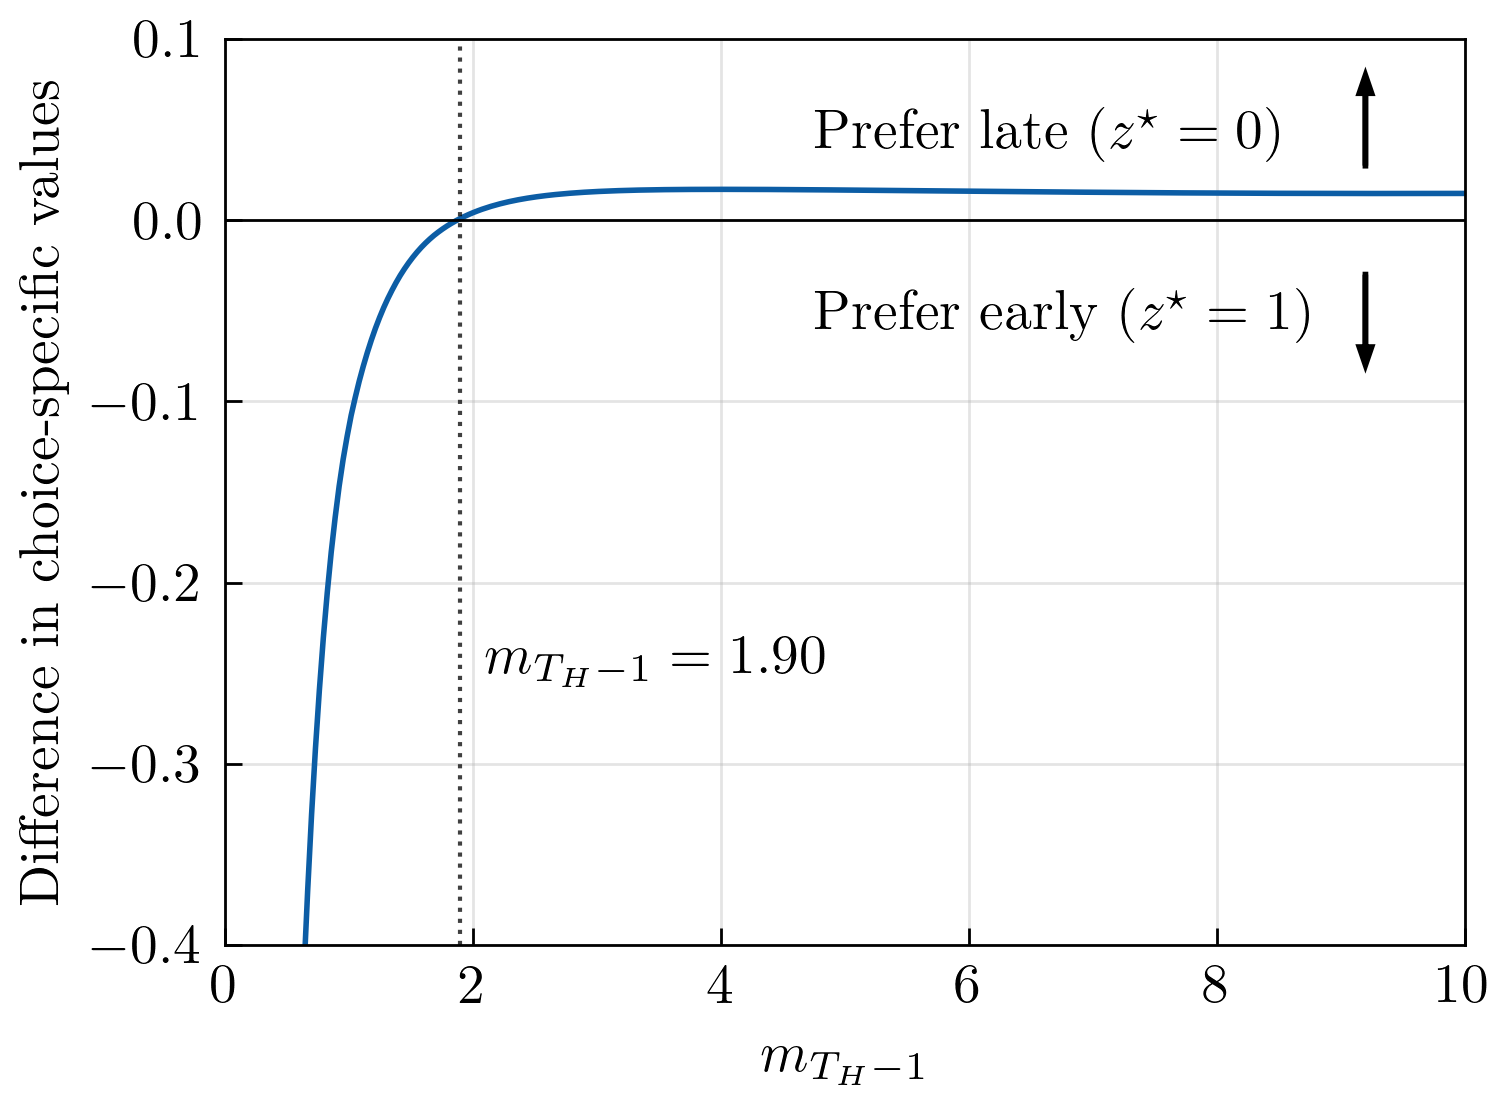 Difference in choice-specific values
0.1
0.0
−0.1
−0.2
−0.3
−0.4
Prefer late (z⋆ = 0)
Prefer early (z⋆ = 1)
m_{T_H−1} = 1.90
0 2 4 6 8 10
m_{T_H−1}